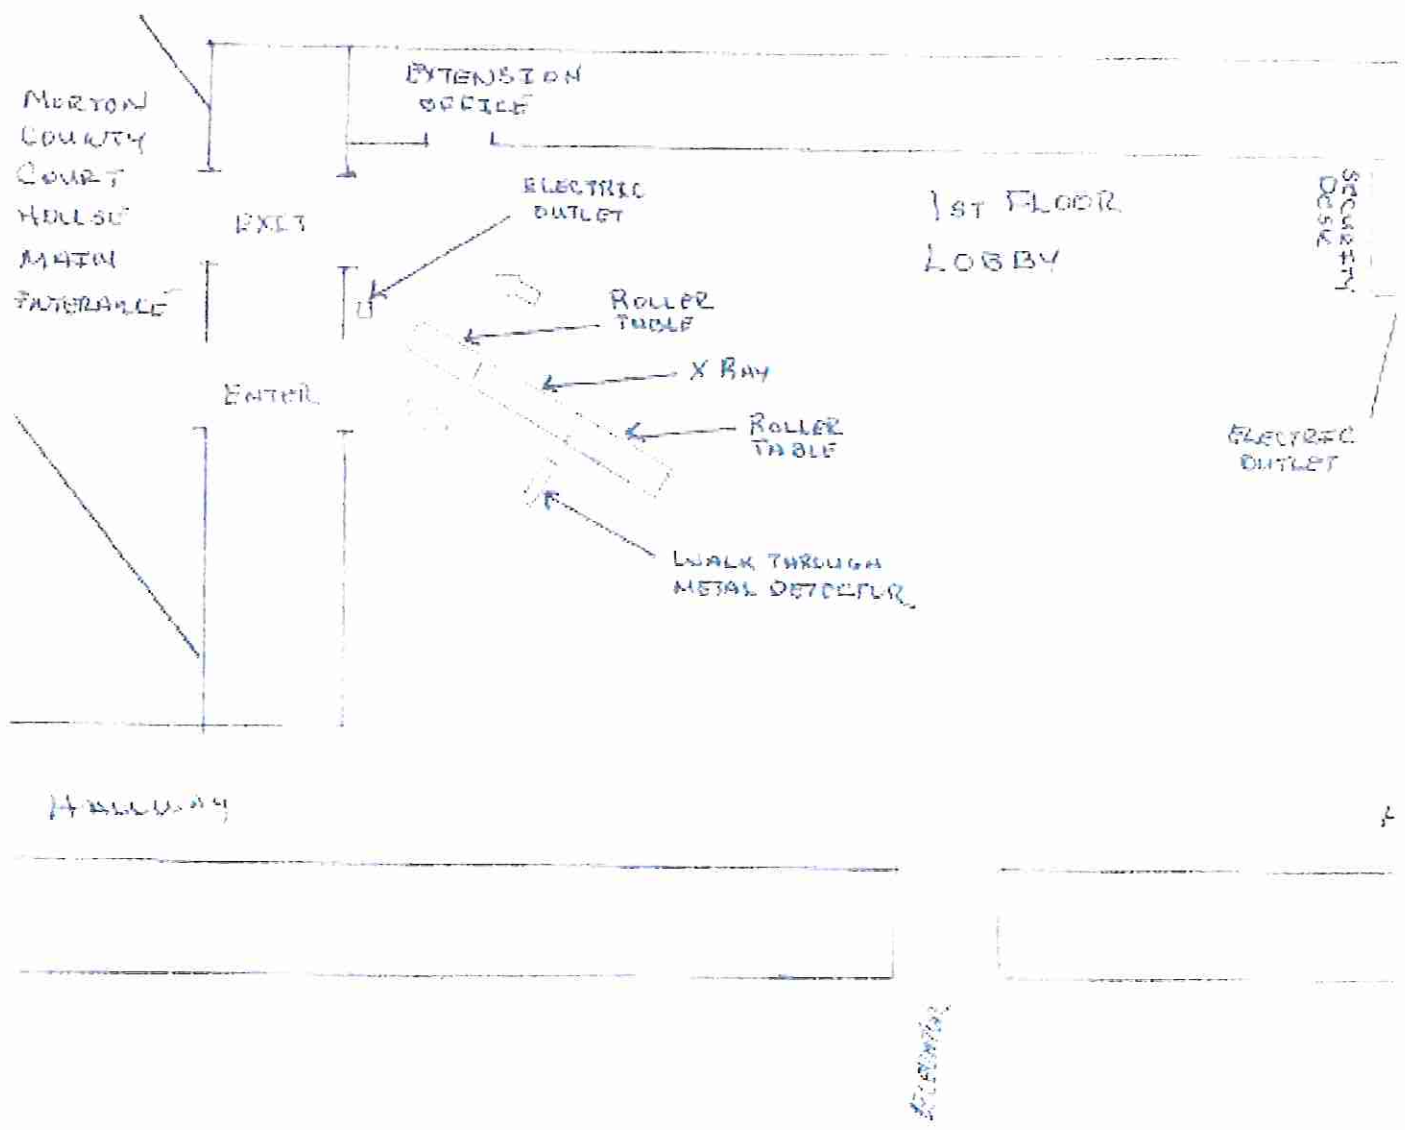 MORTON
COUNTY
COURT
HOUSE
MAIN
ENTERANCE
EXTENSION
OFFICE
EXIT
ELECTRIC
OUTLET
1ST FLOOR
LOBBY
SECURITY
DESK
ROLLER
TABLE
X RAY
ENTER
ROLLER
TABLE
ELECTRIC
OUTLET
WALK THROUGH
METAL DETECTOR
HALLWAY